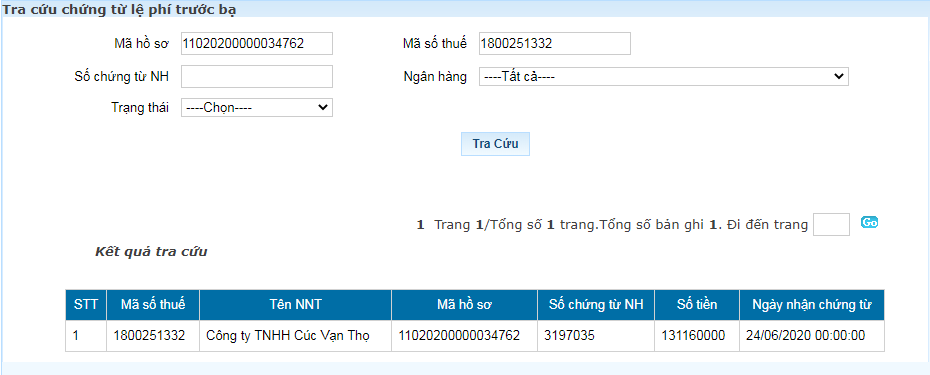 Tra cứu chứng từ lệ phí trước bạ
Mã hồ sơ 11020200000034762 Mã số thuế 1800251332
Số chứng từ NH Ngân hàng ----Tất cả----
Trạng thái ----Chọn----
Tra Cứu
1 Trang 1/Tổng số 1 trang.Tổng số bản ghi 1. Đi đến trang Go
Kết quả tra cứu
STT Mã số thuế Tên NNT Mã hồ sơ Số chứng từ NH Số tiền Ngày nhận chứng từ
1 1800251332 Công ty TNHH Cúc Vạn Thọ 11020200000034762 3197035 131160000 24/06/2020 00:00:00